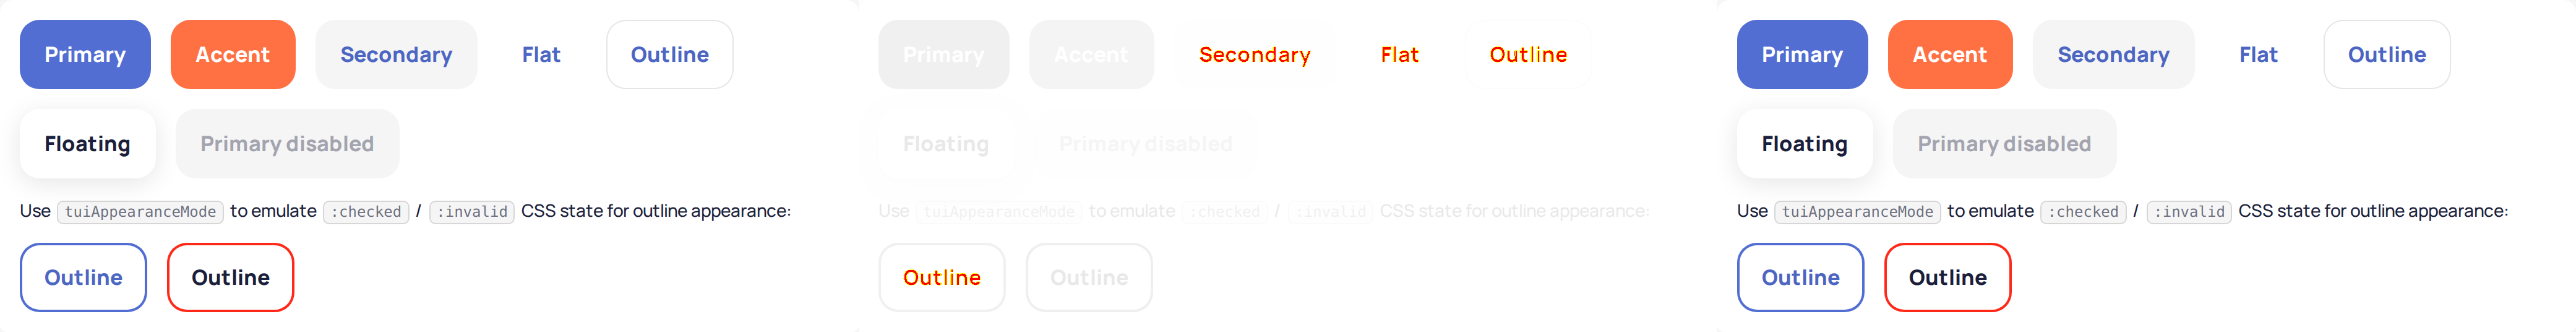 Primary Accent Secondary Flat Outline
Floating Primary disabled
Use tuiAppearanceMode to emulate :checked / :invalid CSS state for outline appearance:
Outline Outline
Primary Accent Secondary Flat Outline
Floating Primary disabled
Use tuiAppearanceMode to emulate :checked / :invalid CSS state for outline appearance:
Outline Outline
Primary Accent Secondary Flat Outline
Floating Primary disabled
Use tuiAppearanceMode to emulate :checked / :invalid CSS state for outline appearance:
Outline Outline